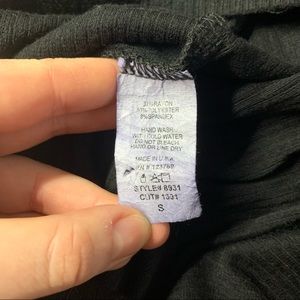 RAYON
POLYESTER
SPANDEX
HAND WASH
WITH COLD WATER
DO NOT BLEACH
HANG OR LINE DRY
MADE IN
STYLE# 8931
CUT# 1391
S